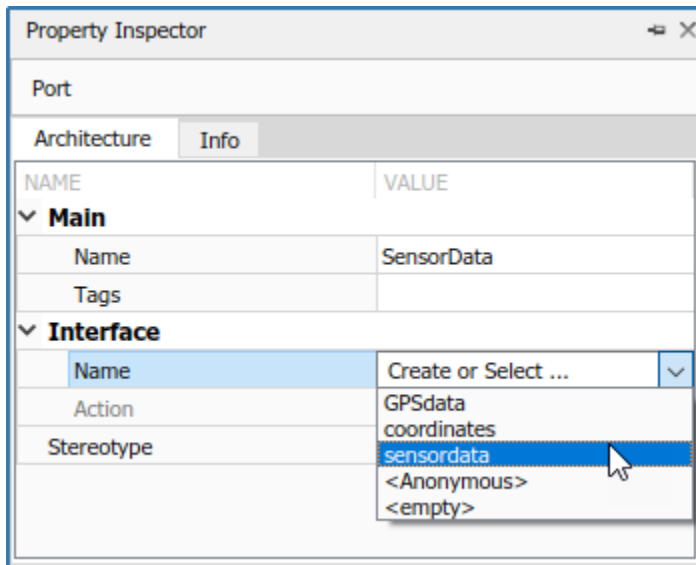 Property Inspector
Port
Architecture Info
NAME VALUE
Main
Name SensorData
Tags
Interface
Name Create or Select ...
Action GPSdata
coordinates
Stereotype sensordata
<Anonymous>
<empty>